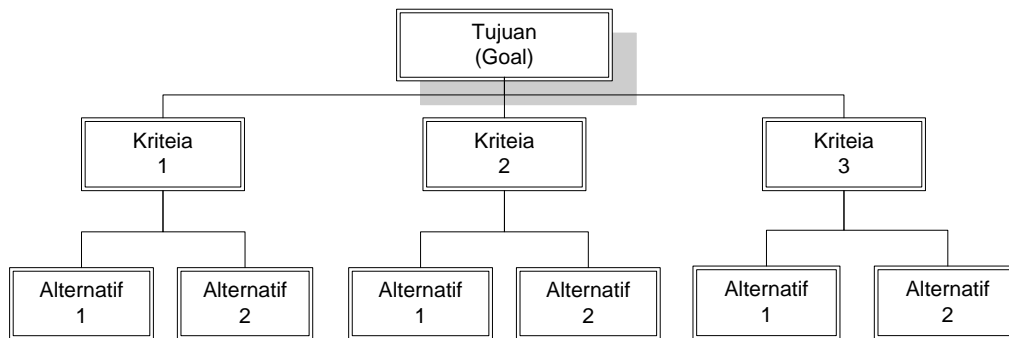 Tujuan
(Goal)
Kriteia
1
Kriteia
2
Kriteia
3
Alternatif
1
Alternatif
2
Alternatif
1
Alternatif
2
Alternatif
1
Alternatif
2